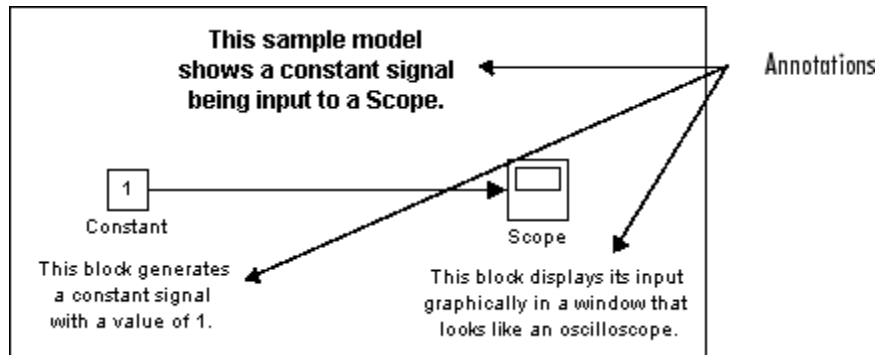 This sample model
shows a constant signal
being input to a Scope.
Annotations
1
Constant
Scope
This block generates
a constant signal
with a value of 1.
This block displays its input
graphically in a window that
looks like an oscilloscope.